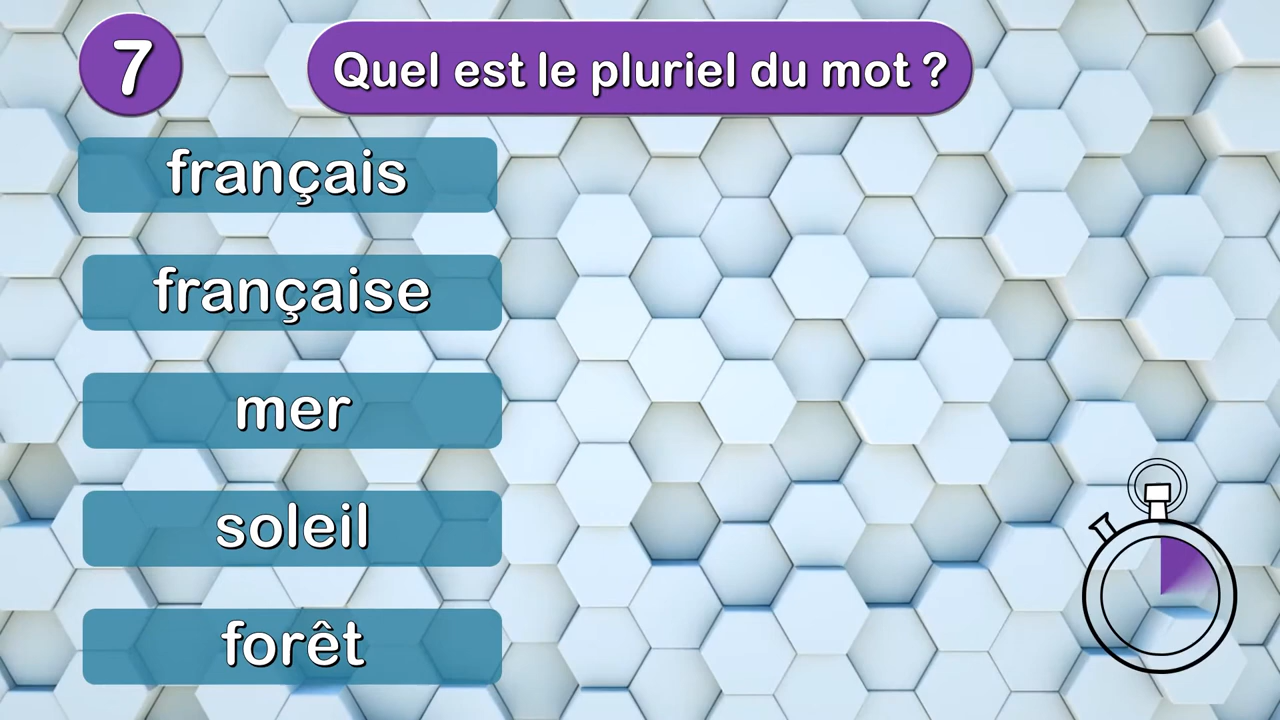 7
Quel est le pluriel du mot ?
français
française
mer
soleil
forêt